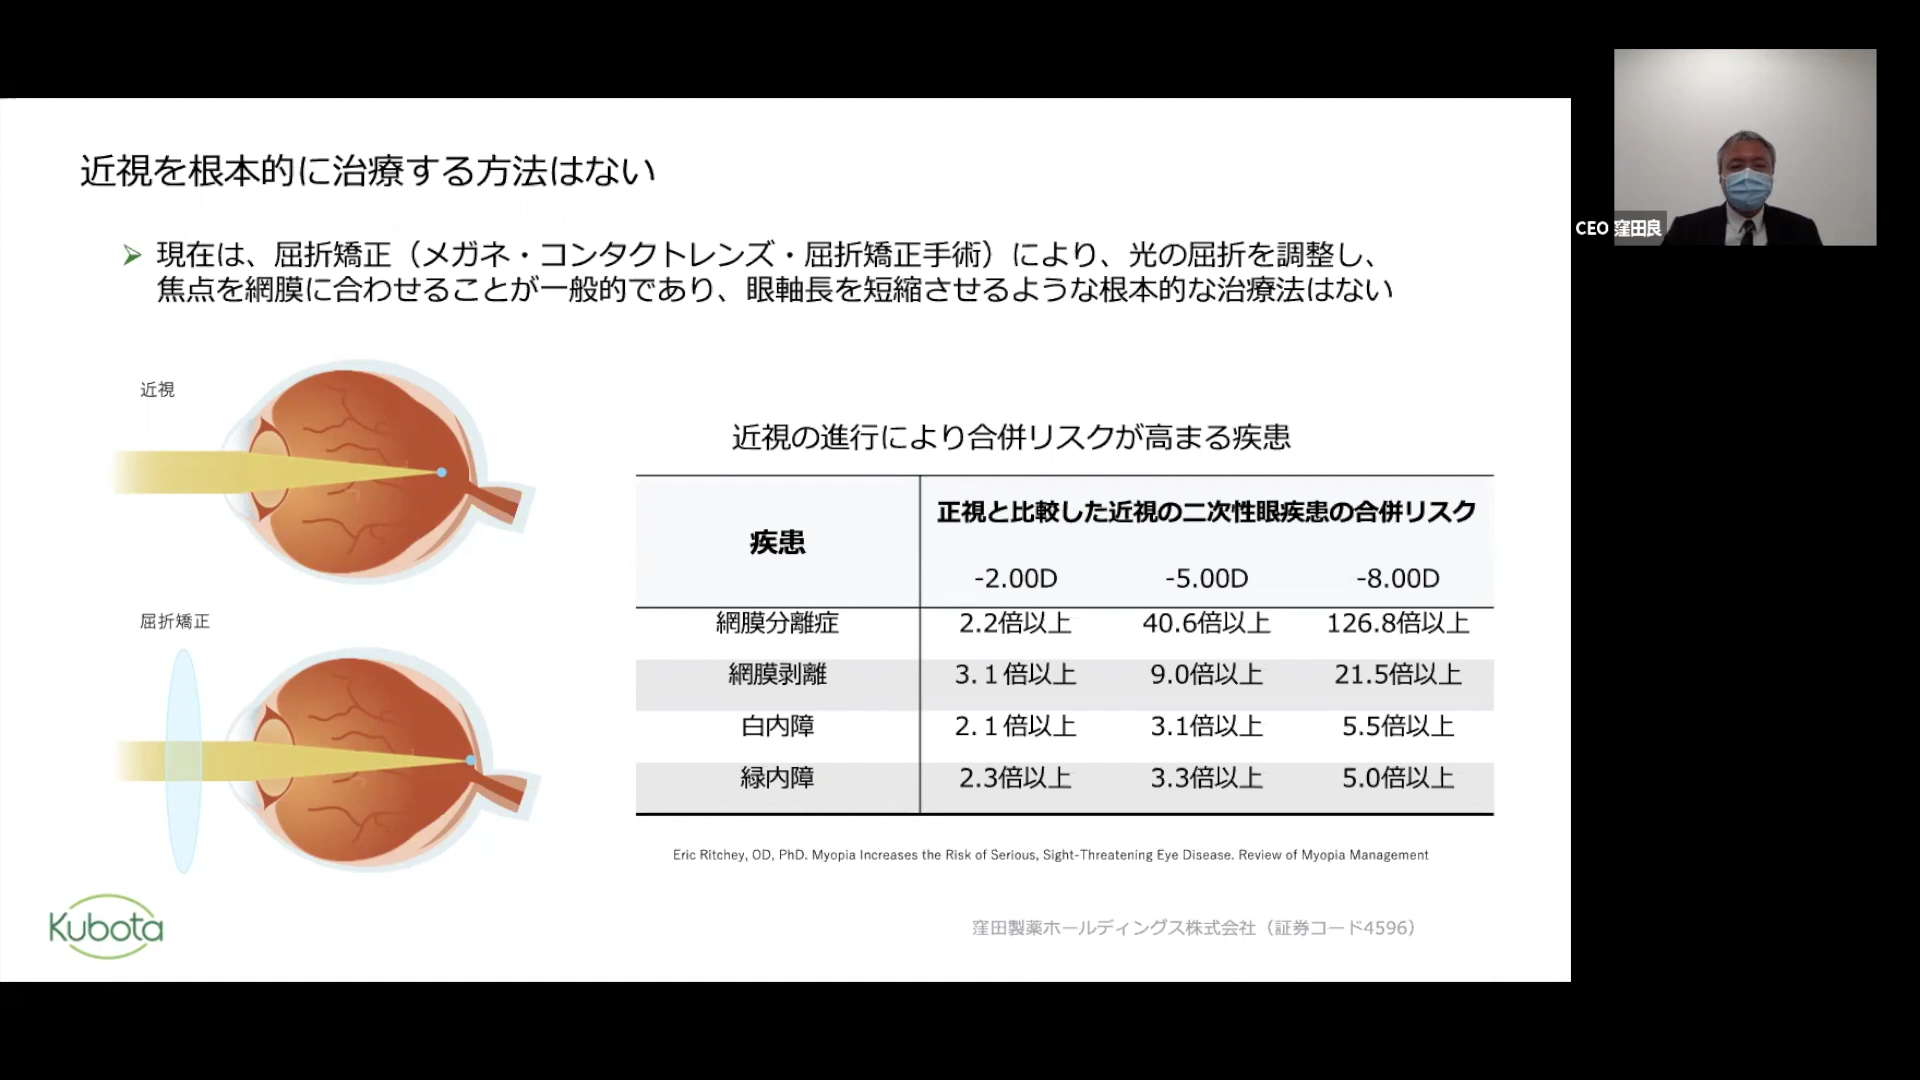 近視を根本的に治療する方法はない
現在は、屈折矯正（メガネ・コンタクトレンズ・屈折矯正手術）により、光の屈折を調整し、
焦点を網膜に合わせることが一般的であり、眼軸長を短縮させるような根本的な治療法はない
近視
屈折矯正
近視の進行により合併リスクが高まる疾患
疾患
正視と比較した近視の二次性眼疾患の合併リスク
-2.00D -5.00D -8.00D
網膜分離症 2.2倍以上 40.6倍以上 126.8倍以上
網膜剥離 3.１倍以上 9.0倍以上 21.5倍以上
白内障 2.１倍以上 3.1倍以上 5.5倍以上
緑内障 2.3倍以上 3.3倍以上 5.0倍以上
Eric Ritchey, OD, PhD. Myopia Increases the Risk of Serious, Sight-Threatening Eye Disease. Review of Myopia Management
Kubota
窪田製薬ホールディングス株式会社（証券コード4596）
CEO 窪田良